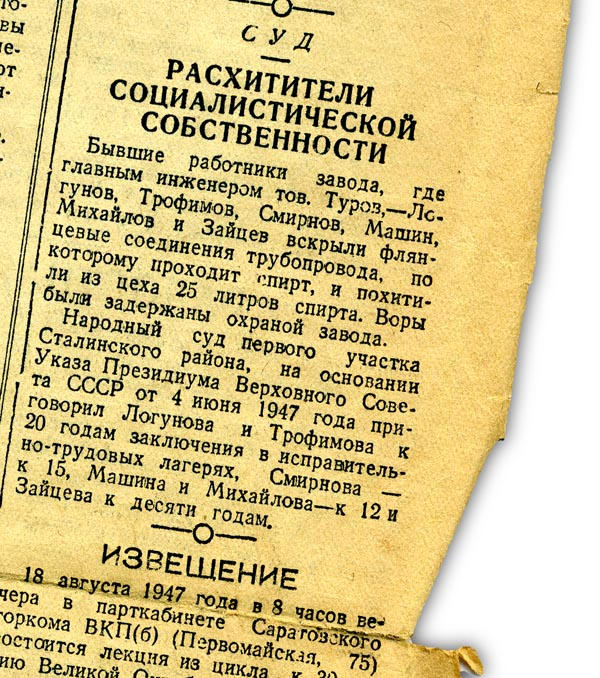 вы
СУД
РАСХИТИТЕЛИ
СОЦИАЛИСТИЧЕСКОЙ
СОБСТВЕННОСТИ
Бывшие работники завода, где
главным инженером тов. Туров,—Ло-
гунов, Трофимов, Смирнов, Машин,
Михайлов и Зайцев вскрыли флян-
цевые соединения трубопровода, по
которому проходит спирт, и похити-
ли из цеха 25 литров спирта. Воры
были задержаны охраной завода.
Народный суд первого участка
Сталинского района, на основании
Указа Президиума Верховного Сове-
та СССР от 4 июня 1947 года при-
говорил Логунова и Трофимова к
20 годам заключения в исправитель-
но-трудовых лагерях, Смирнова —
к 15, Машина и Михайлова—к 12 и
Зайцева к десяти годам.
ИЗВЕЩЕНИЕ
18 августа 1947 года в 8 часов ве-
чера в парткабинете Саратовского
горкома ВКП(б) (Первомайская, 75)
состоится лекция из цикла к
Великой